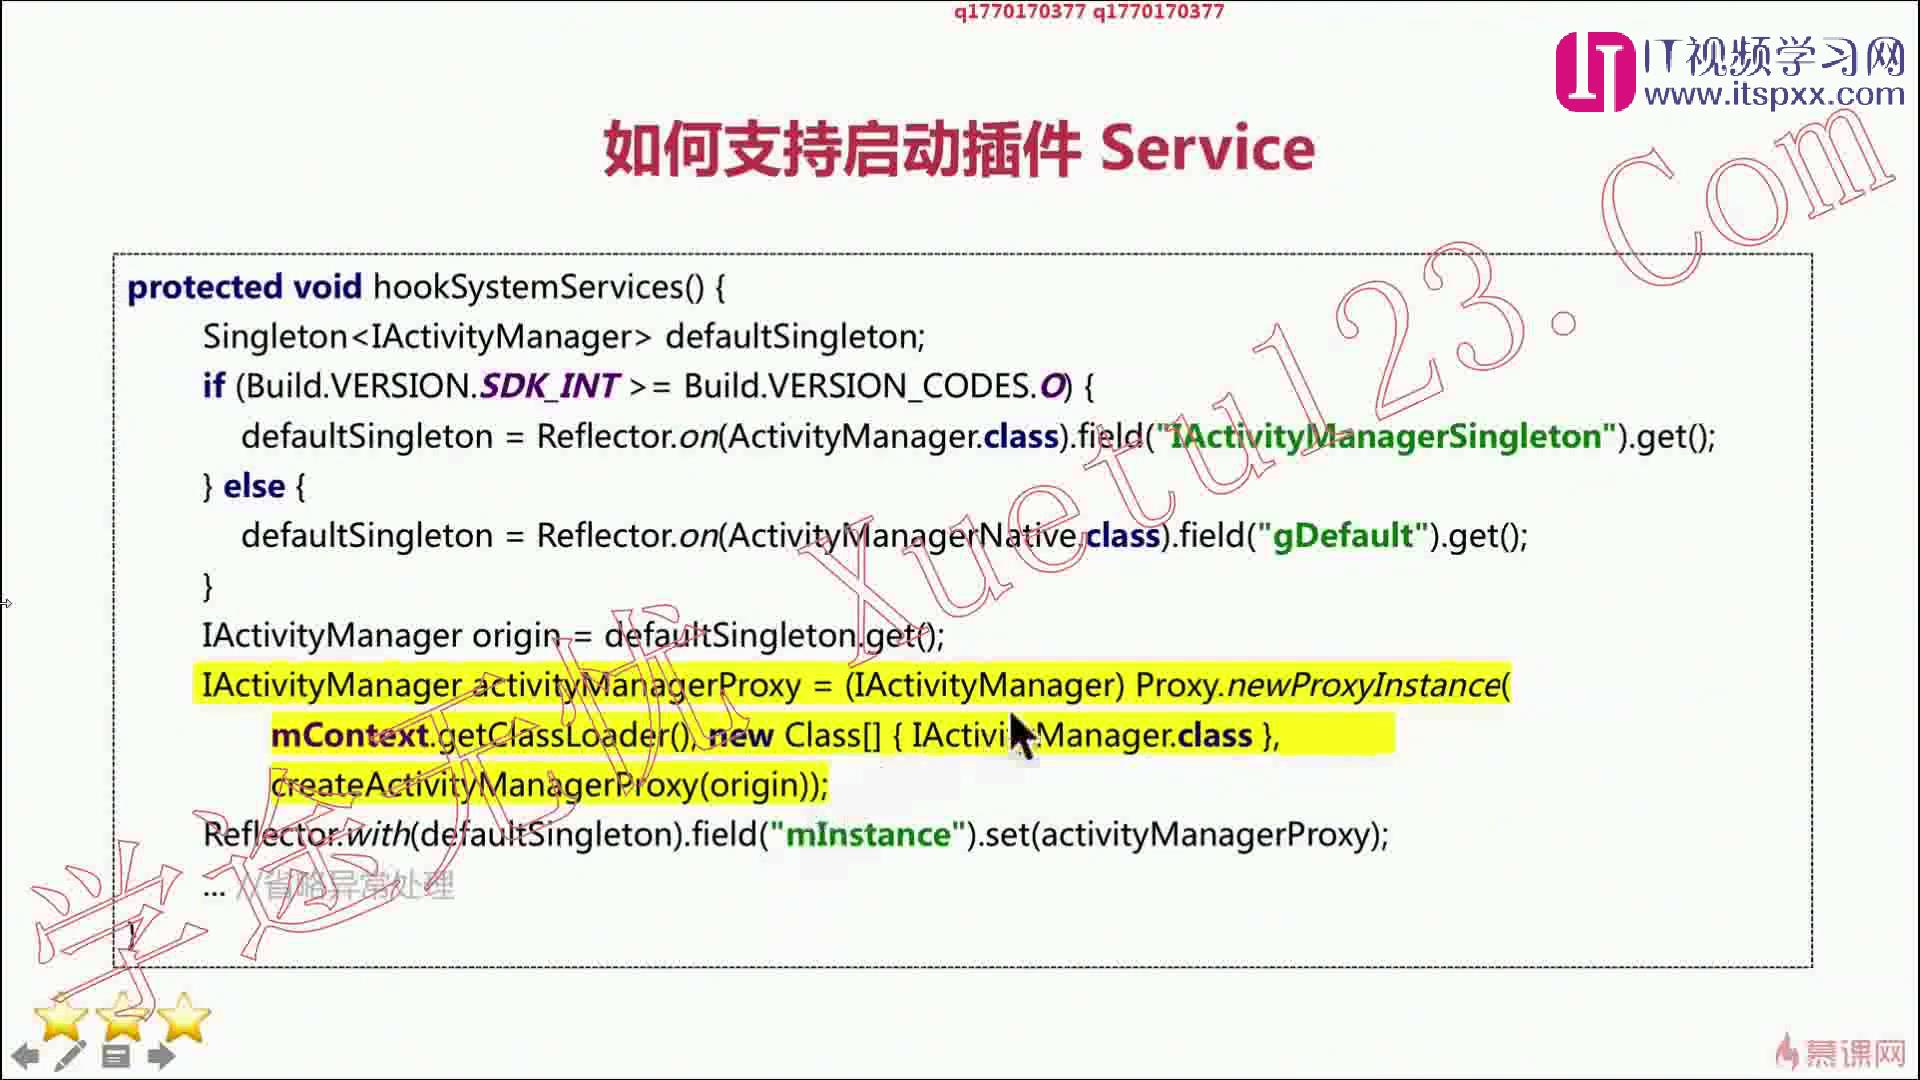 q1770170377 q1770170377
IT视频学习网
www.itspxx.com
如何支持启动插件 Service
protected void hookSystemServices() {
Singleton<IActivityManager> defaultSingleton;
if (Build.VERSION.SDK_INT >= Build.VERSION_CODES.O) {
defaultSingleton = Reflector.on(ActivityManager.class).field("IActivityManagerSingleton").get();
} else {
defaultSingleton = Reflector.on(ActivityManagerNative.class).field("gDefault").get();
}
IActivityManager origin = defaultSingleton.get();
IActivityManager activityManagerProxy = (IActivityManager) Proxy.newProxyInstance(
mContext.getClassLoader(), new Class[] { IActivityManager.class },
createActivityManagerProxy(origin));
Reflector.with(defaultSingleton).field("mInstance").set(activityManagerProxy);
... //省略异常处理
}
学途无忧 Xuetu123.Com
慕课网